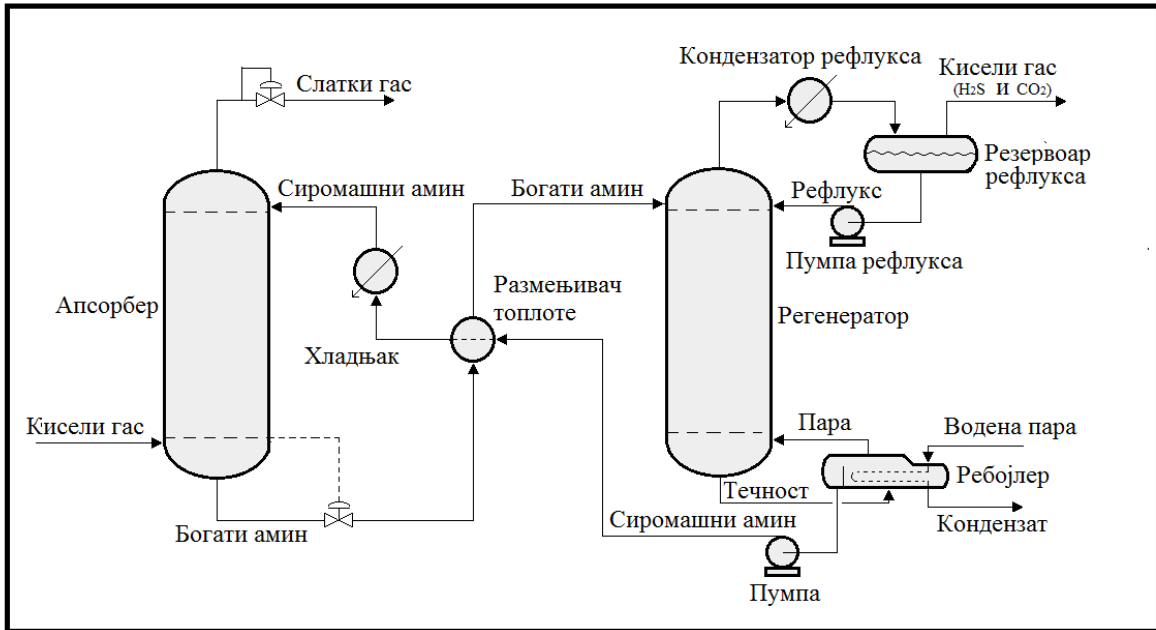 Слатки гас
Кондензатор рефлукса
Кисели гас
(H2S И CO2)
Резервоар
рефлукса
Сиромашни амин
Богати амин
Рефлукс
Пумпа рефлукса
Апсорбер
Размењивач
топлоте
Регенератор
Хладњак
Кисели гас
Пара
Водена пара
Ребојлер
Течност
Кондензат
Сиромашни амин
Богати амин
Пумпа